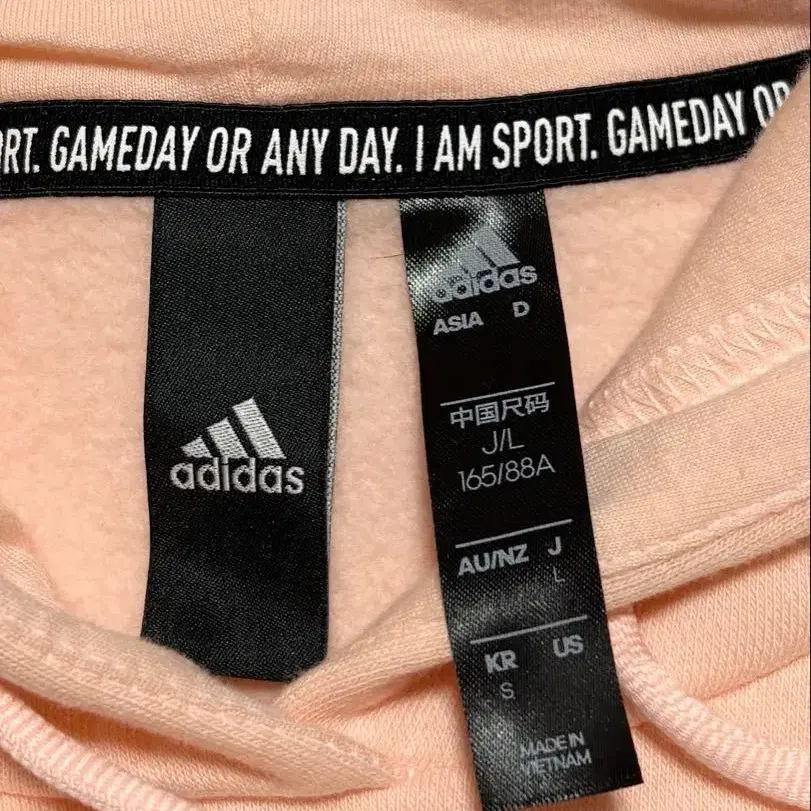 RT. GAMEDAY OR ANY DAY. I AM SPORT. GAMEDAY OR
adidas
adidas
ASIA D
中国尺码
J/L
165/88A
AU/NZ J
L
KR US
S
MADE IN
VIETNAM